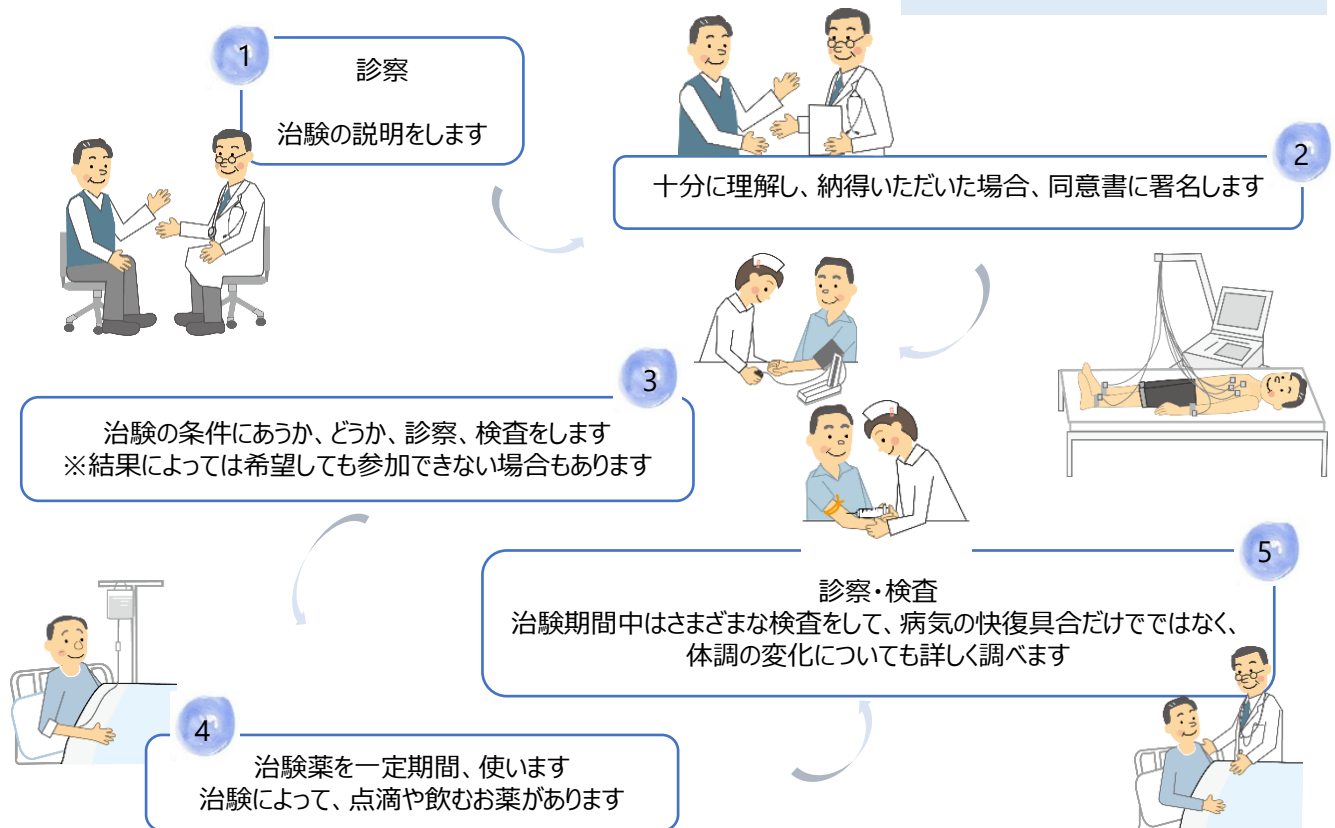 1
診察
治験の説明をします
2
十分に理解し、納得いただいた場合、同意書に署名します
3
治験の条件にあうか、どうか、診察、検査をします
※結果によっては希望しても参加できない場合もあります
4
治験薬を一定期間、使います
治験によって、点滴や飲むお薬があります
5
診察・検査
治験期間中はさまざまな検査をして、病気の快復具合だけでではなく、
体調の変化についても詳しく調べます